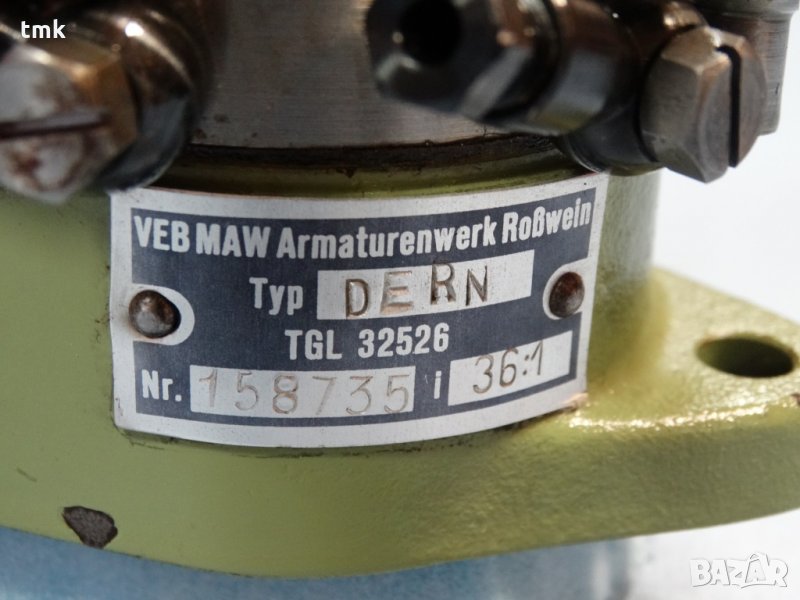 tmk
VEB MAW Armaturenwerk Roßwein
Typ DERN
TGL 32526
Nr. 158735 i 36:1
BAZAR